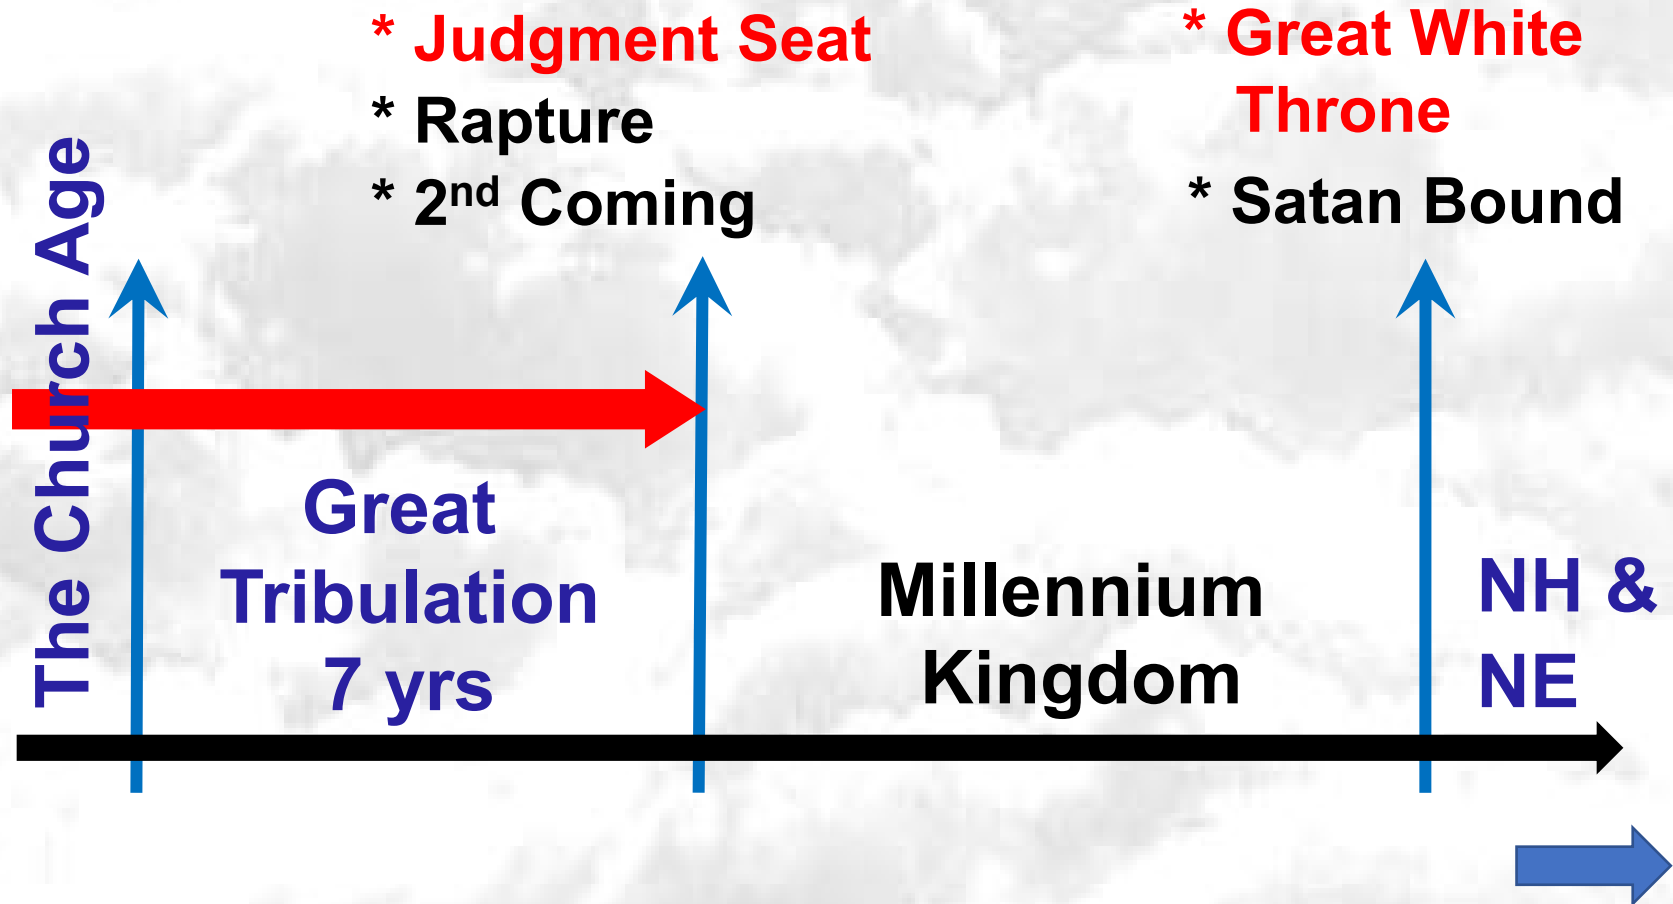 * Judgment Seat
* Rapture
* 2nd Coming
* Great White
Throne
* Satan Bound
The Church Age
Great
Tribulation
7 yrs
Millennium
Kingdom
NH &
NE